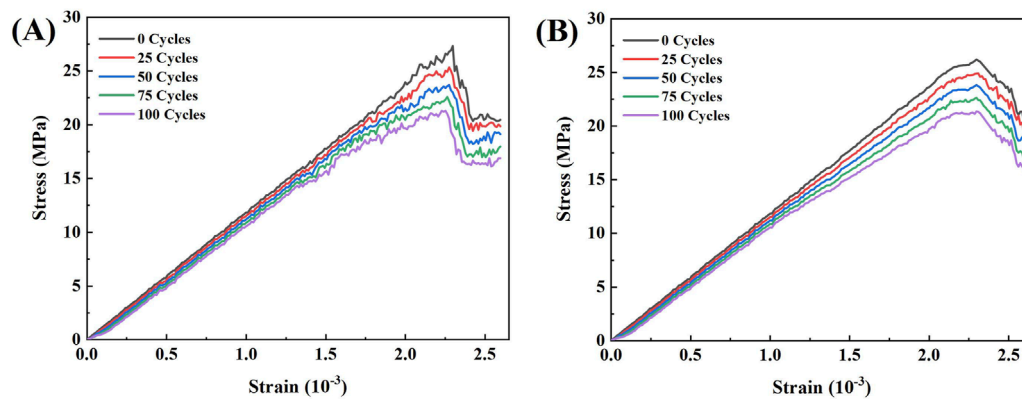 (A)
30
25
20
15
10
5
0
0.0 0.5 1.0 1.5 2.0 2.5
Stress (MPa)
Strain (10⁻³)
0 Cycles
25 Cycles
50 Cycles
75 Cycles
100 Cycles
(B)
30
25
20
15
10
5
0
0.0 0.5 1.0 1.5 2.0 2.5
Stress (MPa)
Strain (10⁻³)
0 Cycles
25 Cycles
50 Cycles
75 Cycles
100 Cycles